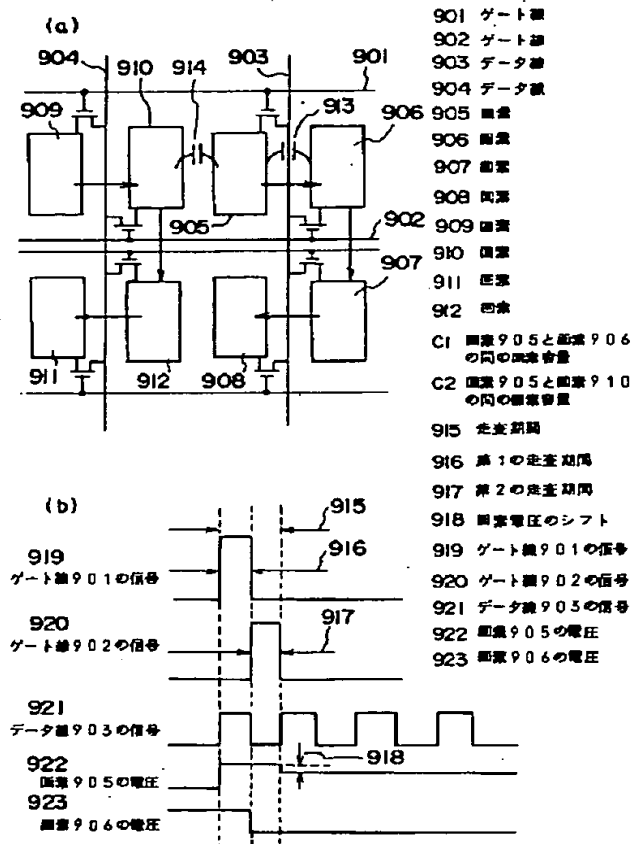 (a)
904
910
914
903
901
909
913
906
905
902
907
911
912
908
901 ゲート線
902 ゲート線
903 データ線
904 データ線
905 画素
906 画素
907 画素
908 画素
909 画素
910 画素
911 画素
912 画素
C1 画素905と画素906
の間の画素容量
C2 画素905と画素910
の間の画素容量
915 走査期間
916 第1の走査期間
917 第2の走査期間
918 画素電圧のシフト
919 ゲート線901の信号
920 ゲート線902の信号
921 データ線903の信号
922 画素905の電圧
923 画素906の電圧
(b)
915
916
919
ゲート線901の信号
920
917
ゲート線902の信号
921
データ線903の信号
918
922
画素905の電圧
923
画素906の電圧